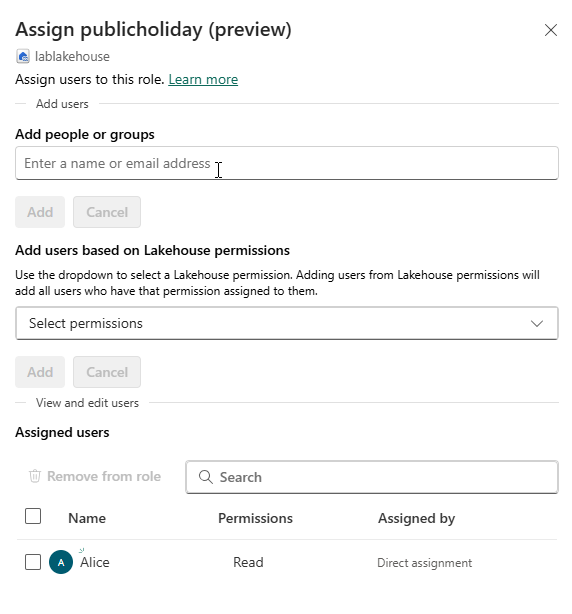 Assign publicholiday (preview)
lablakehouse
Assign users to this role. Learn more
Add users
Add people or groups
Enter a name or email address
Add Cancel
Add users based on Lakehouse permissions
Use the dropdown to select a Lakehouse permission. Adding users from Lakehouse permissions will
add all users who have that permission assigned to them.
Select permissions
Add Cancel
View and edit users
Assigned users
Remove from role Search
Name Permissions Assigned by
A Alice Read Direct assignment